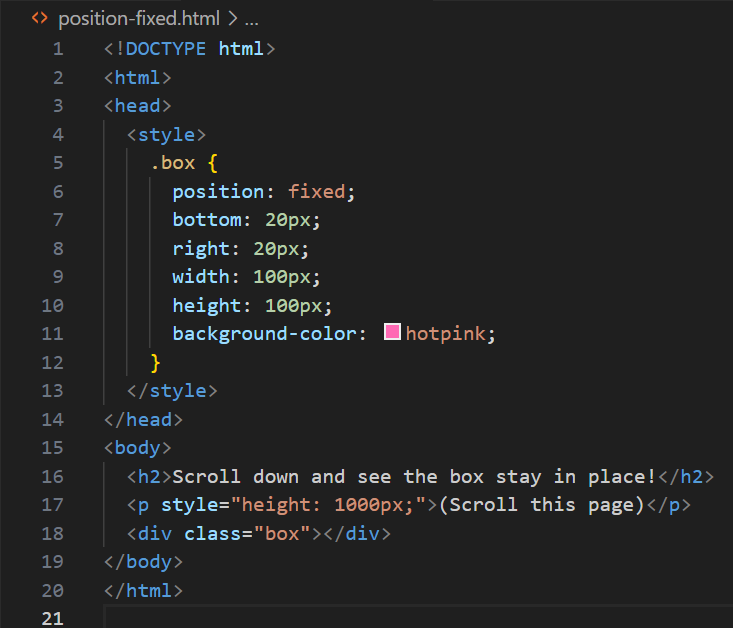 <> position-fixed.html > ...
1 <!DOCTYPE html>
2 <html>
3 <head>
4   <style>
5     .box {
6       position: fixed;
7       bottom: 20px;
8       right: 20px;
9       width: 100px;
10       height: 100px;
11       background-color: hotpink;
12     }
13   </style>
14 </head>
15 <body>
16   <h2>Scroll down and see the box stay in place!</h2>
17   <p style="height: 1000px;">(Scroll this page)</p>
18   <div class="box"></div>
19 </body>
20 </html>
21